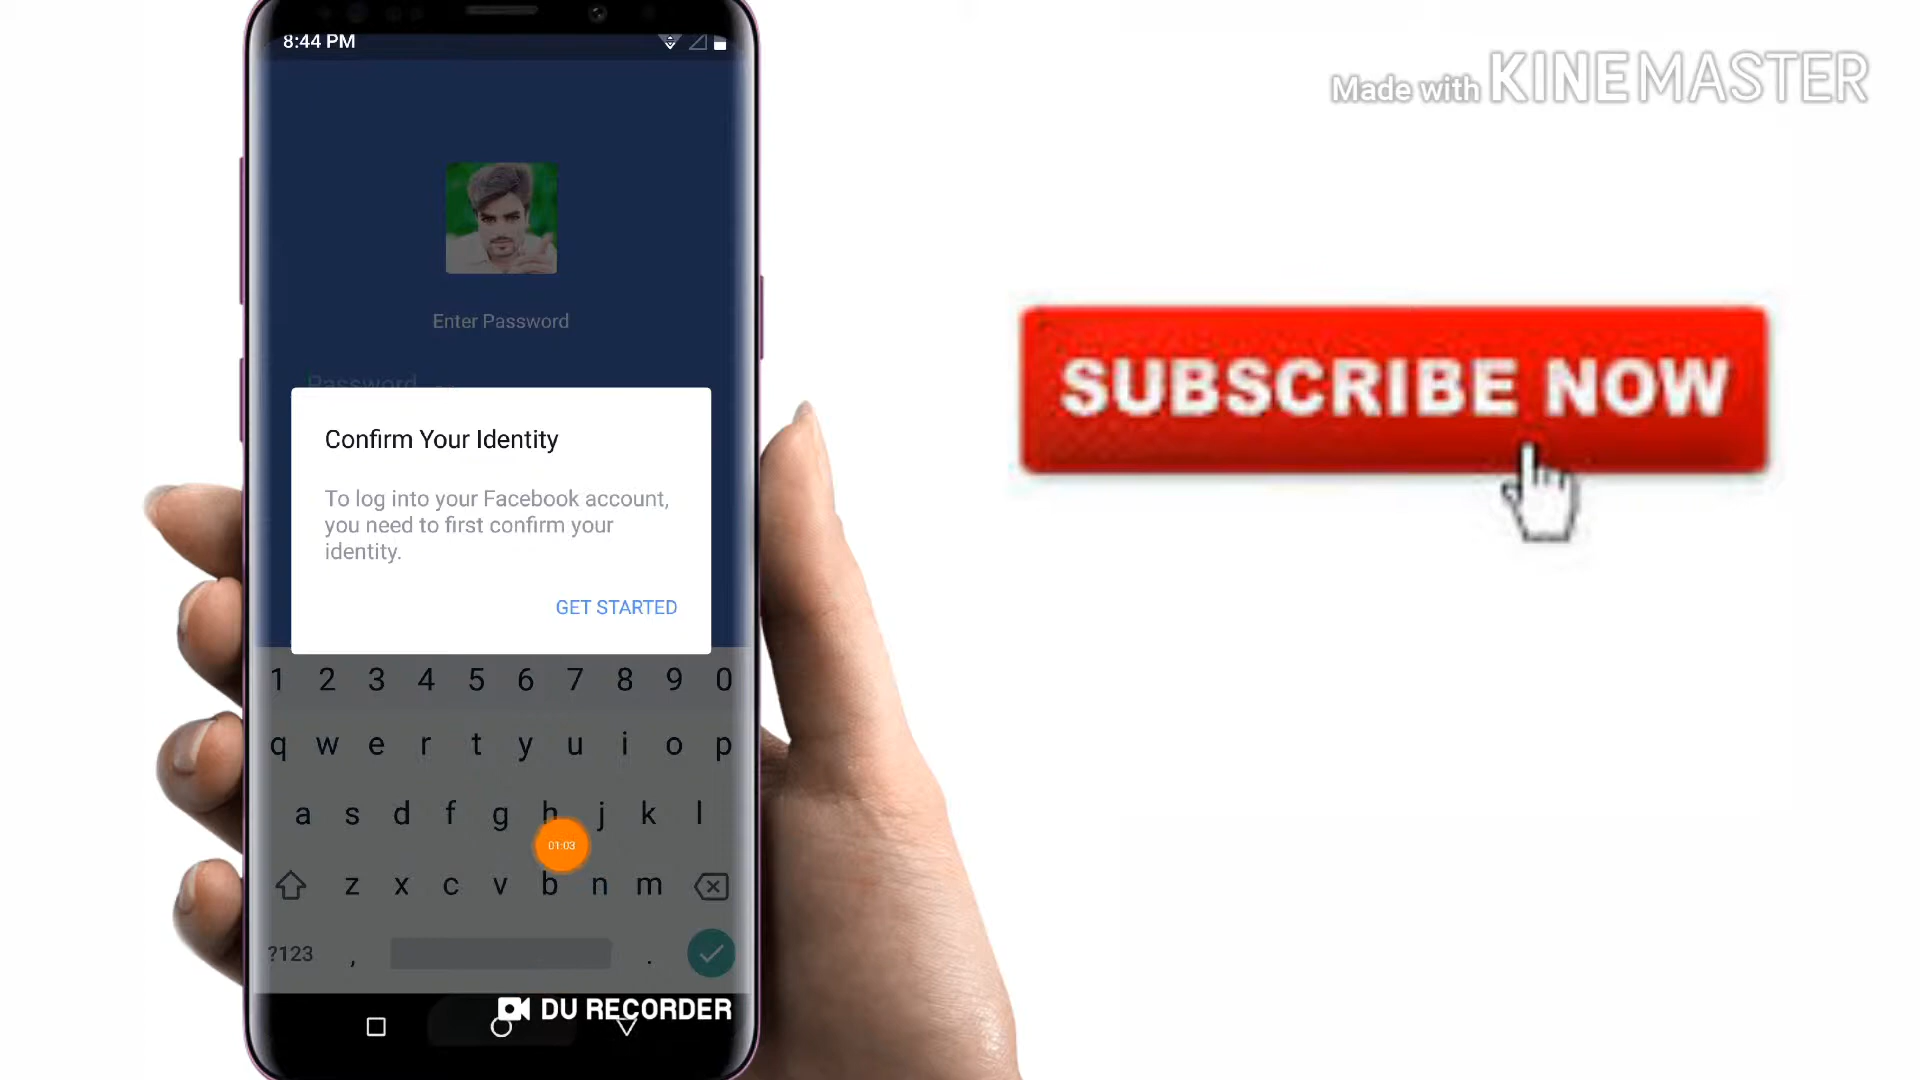 8:44 PM
Made with KINEMASTER
Enter Password
Password
Confirm Your Identity
To log into your Facebook account,
you need to first confirm your
identity.
GET STARTED
SUBSCRIBE NOW
1 2 3 4 5 6 7 8 9 0
q w e r t y u i o p
a s d f g h j k l
01:03
z x c v b n m
?123 , .
DU RECORDER